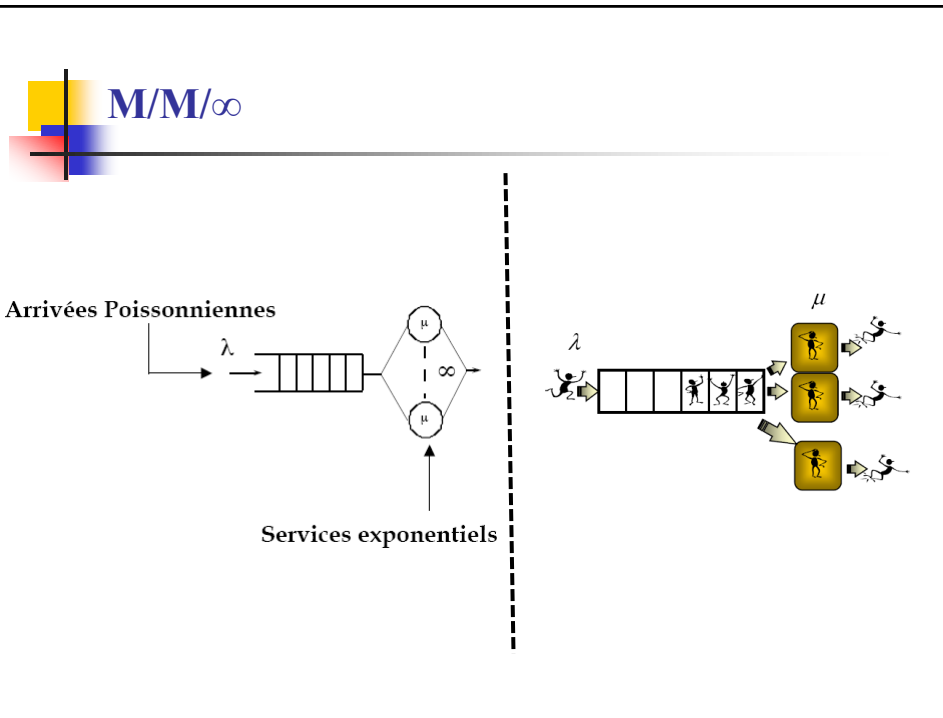 M/M/∞
Arrivées Poissonniennes
λ
μ
∞
μ
Services exponentiels
λ
μ